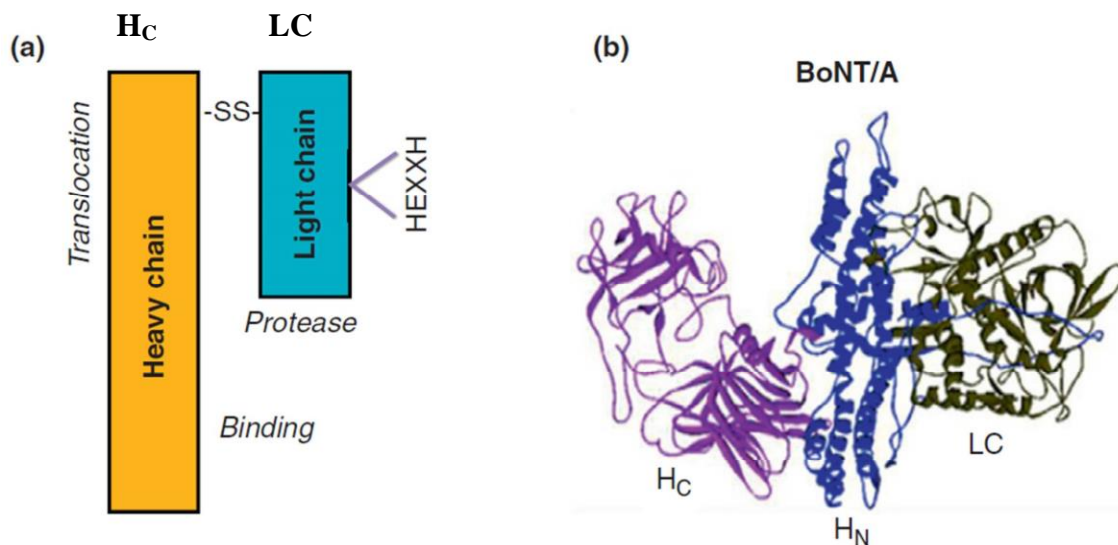 H_C LC
(a)
Translocation
Heavy chain
-SS-
Light chain
HEXXH
Protease
Binding
(b)
BoNT/A
H_C
H_N
LC